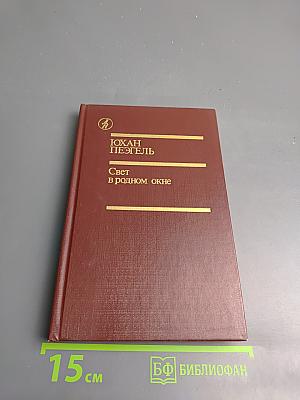 ЮХАН
ПЕЭГЕЛЬ
Свет
в родном окне
15 см
БФ БИБЛИОФАН